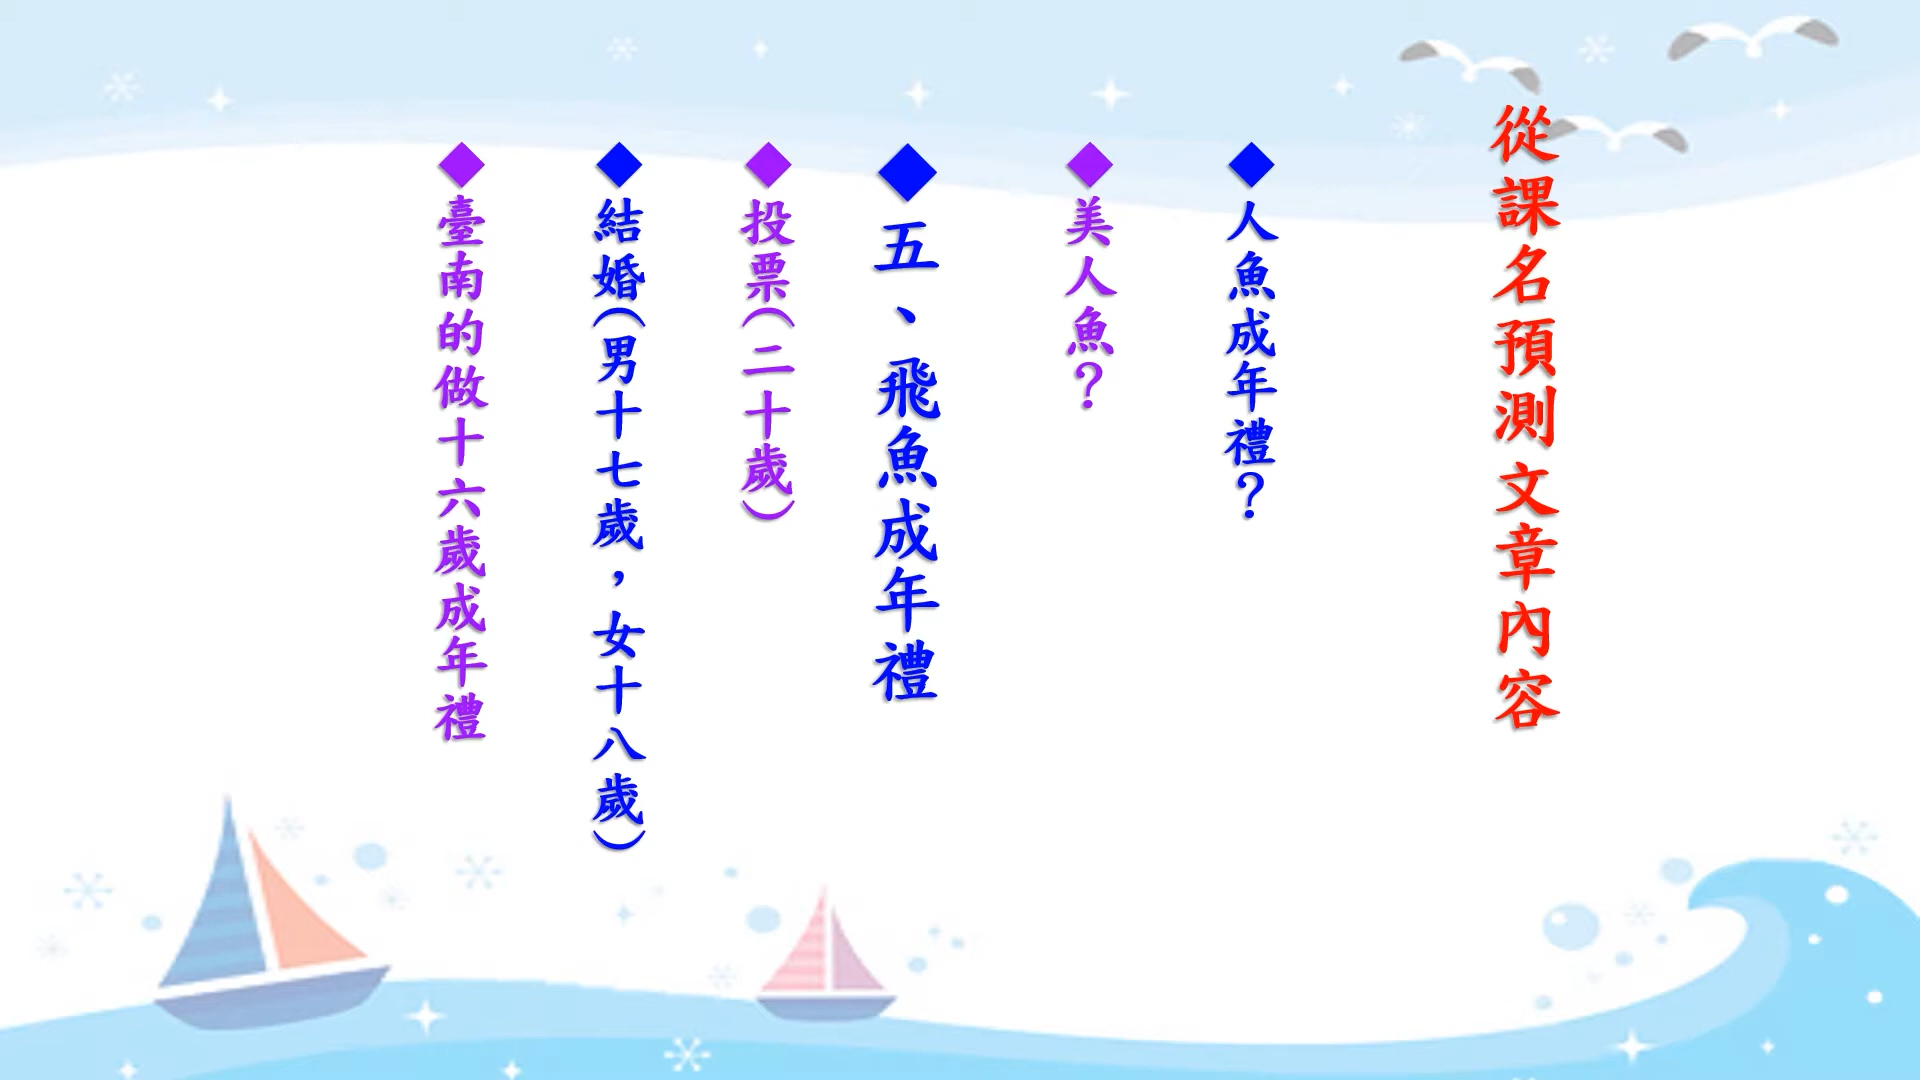 從課名預測文章內容
◆人魚成年禮？
◆美人魚？
◆五、飛魚成年禮
◆投票（二十歲）
◆結婚（男十七歲，女十八歲）
◆臺南的做十六歲成年禮